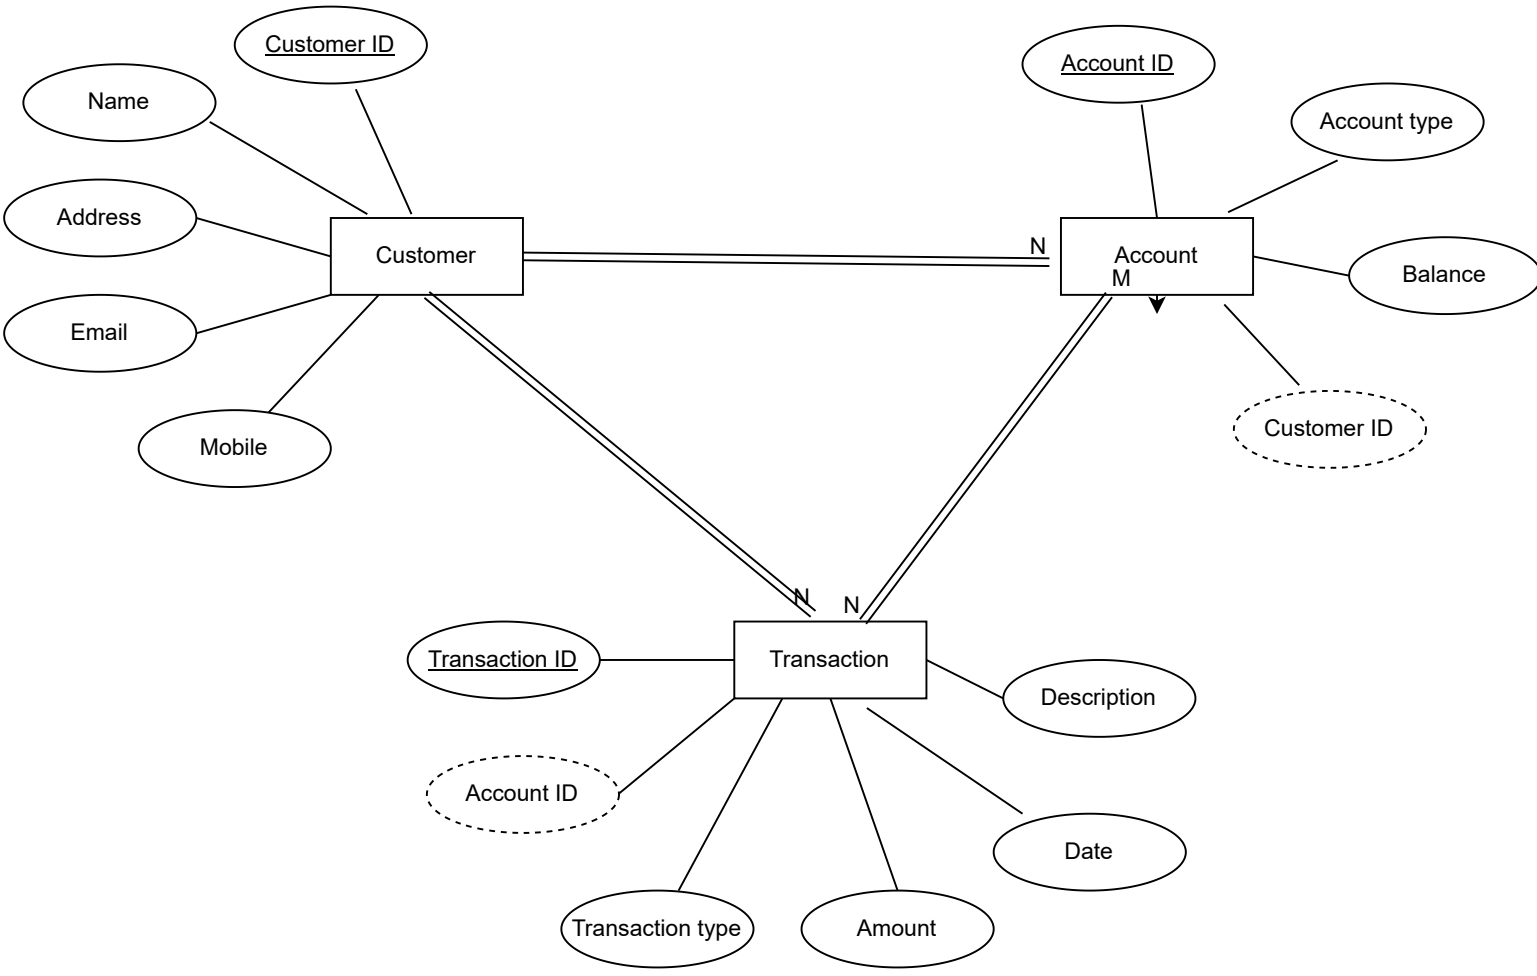 Customer ID
Account ID
Name
Account type
Address
Customer
N
Account
M
Balance
Email
Mobile
Customer ID
N
N
Transaction ID
Transaction
Description
Account ID
Date
Transaction type
Amount